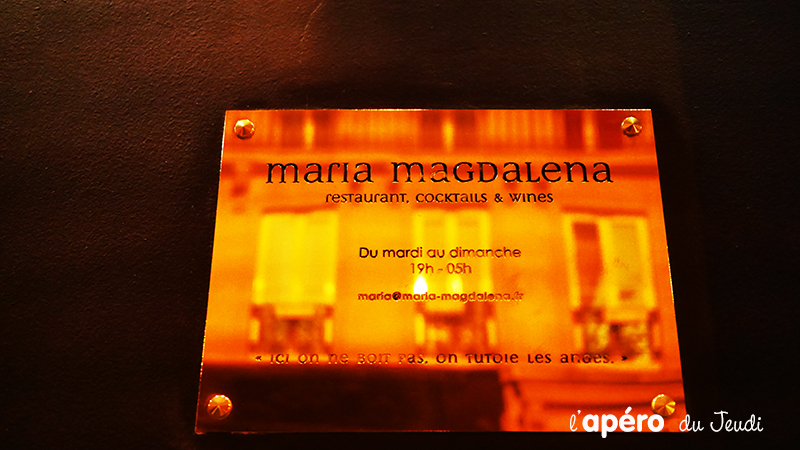 maria magdalena
restaurant, cocktails & wines
Du mardi au dimanche
19h - 05h
maria@maria-magdalena.fr
« ici on ne boit pas, on tutoie les anges. »
l'apéro du Jeudi